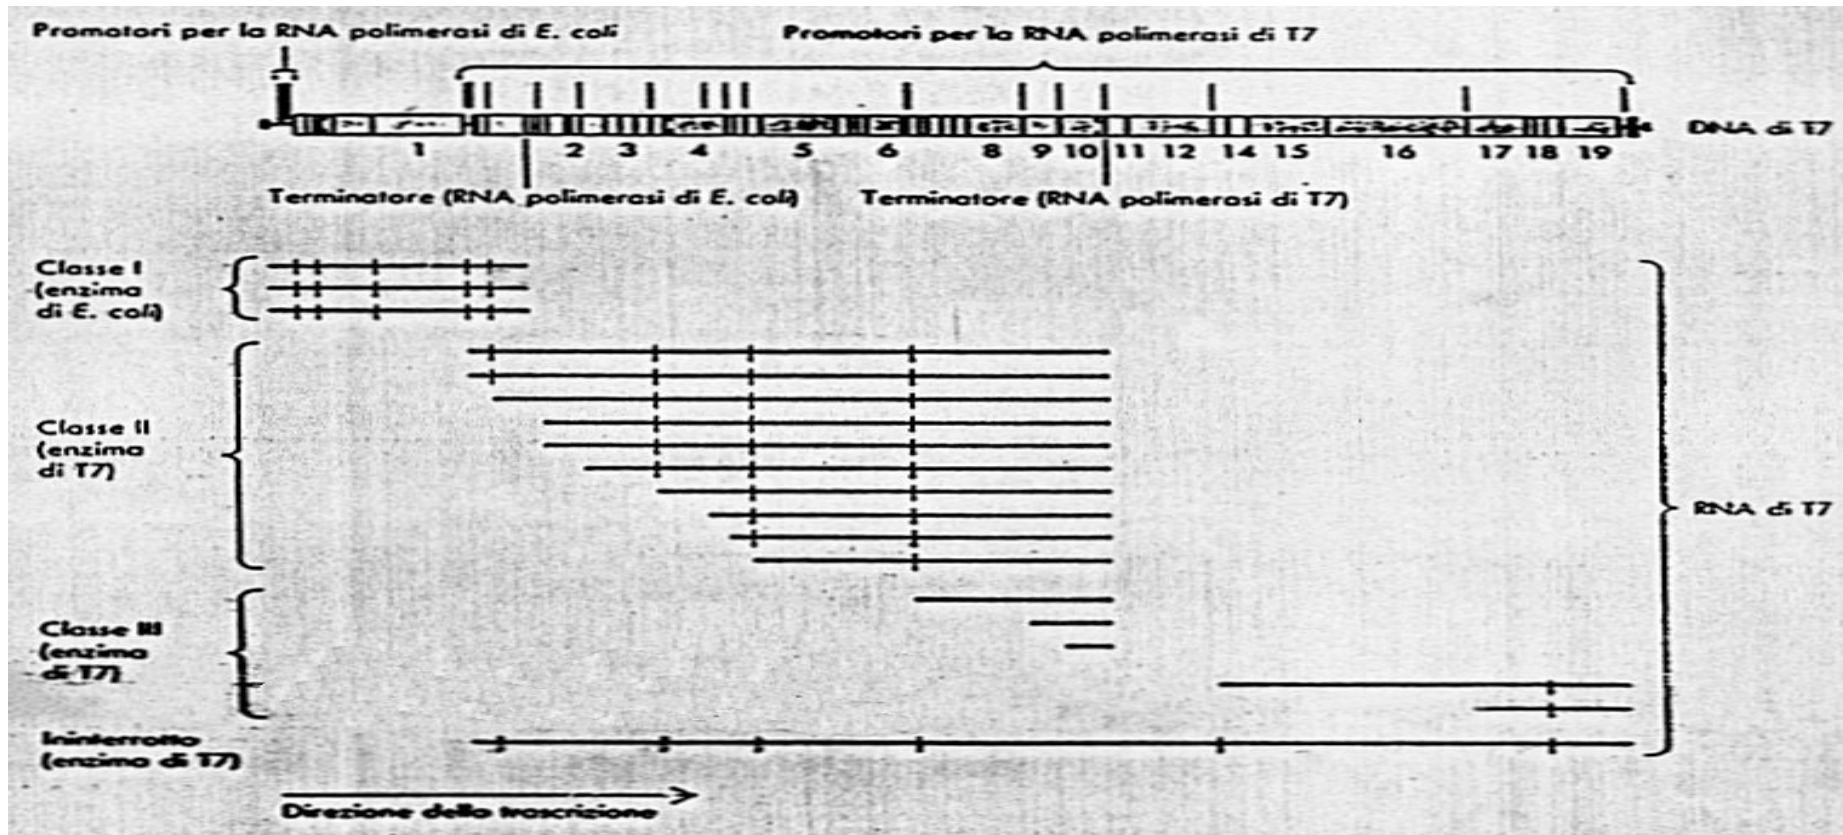 Promotori per la RNA polimerasi di E. coli
Promotori per la RNA polimerasi di T7
DNA di T7
1 2 3 4 5 6 8 9 10 11 12 14 15 16 17 18 19
Terminatore (RNA polimerasi di E. coli)
Terminatore (RNA polimerasi di T7)
Classe I
(enzima
di E. coli)
Classe II
(enzima
di T7)
RNA di T7
Classe III
(enzima
di T7)
Ininterrotto
(enzima di T7)
Direzione della trascrizione